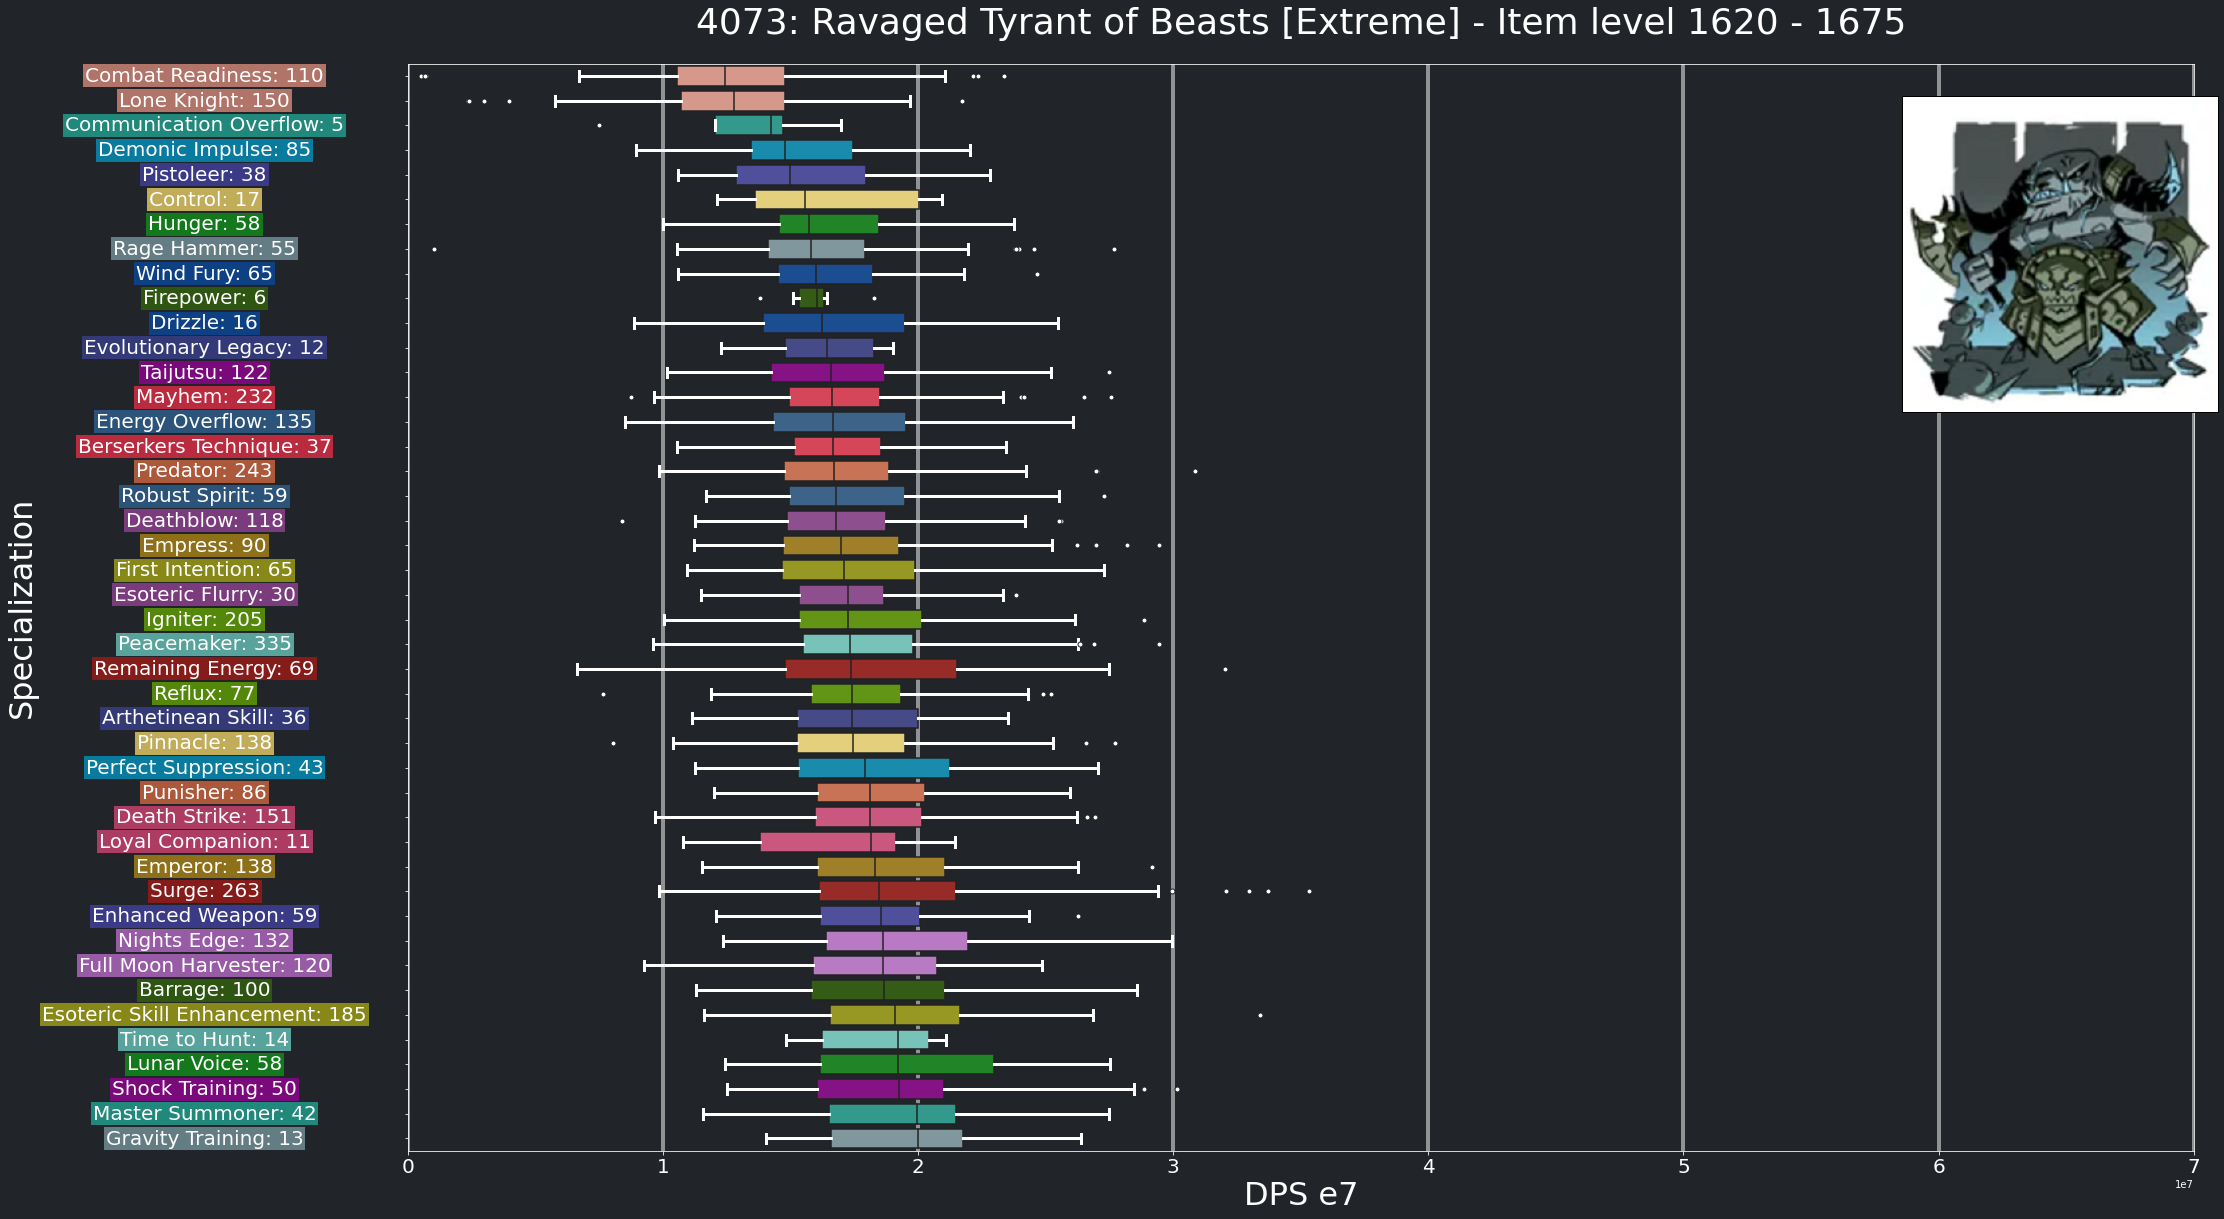 4073: Ravaged Tyrant of Beasts [Extreme] - Item level 1620 - 1675
Combat Readiness: 110
Lone Knight: 150
Communication Overflow: 5
Demonic Impulse: 85
Pistoleer: 38
Control: 17
Hunger: 58
Rage Hammer: 55
Wind Fury: 65
Firepower: 6
Drizzle: 16
Evolutionary Legacy: 12
Taijutsu: 122
Mayhem: 232
Energy Overflow: 135
Berserkers Technique: 37
Predator: 243
Robust Spirit: 59
Deathblow: 118
Empress: 90
First Intention: 65
Esoteric Flurry: 30
Igniter: 205
Peacemaker: 335
Remaining Energy: 69
Reflux: 77
Arthetinean Skill: 36
Pinnacle: 138
Perfect Suppression: 43
Punisher: 86
Death Strike: 151
Loyal Companion: 11
Emperor: 138
Surge: 263
Enhanced Weapon: 59
Nights Edge: 132
Full Moon Harvester: 120
Barrage: 100
Esoteric Skill Enhancement: 185
Time to Hunt: 14
Lunar Voice: 58
Shock Training: 50
Master Summoner: 42
Gravity Training: 13
Specialization
0 1 2 3 4 5 6 7
1e7
DPS e7